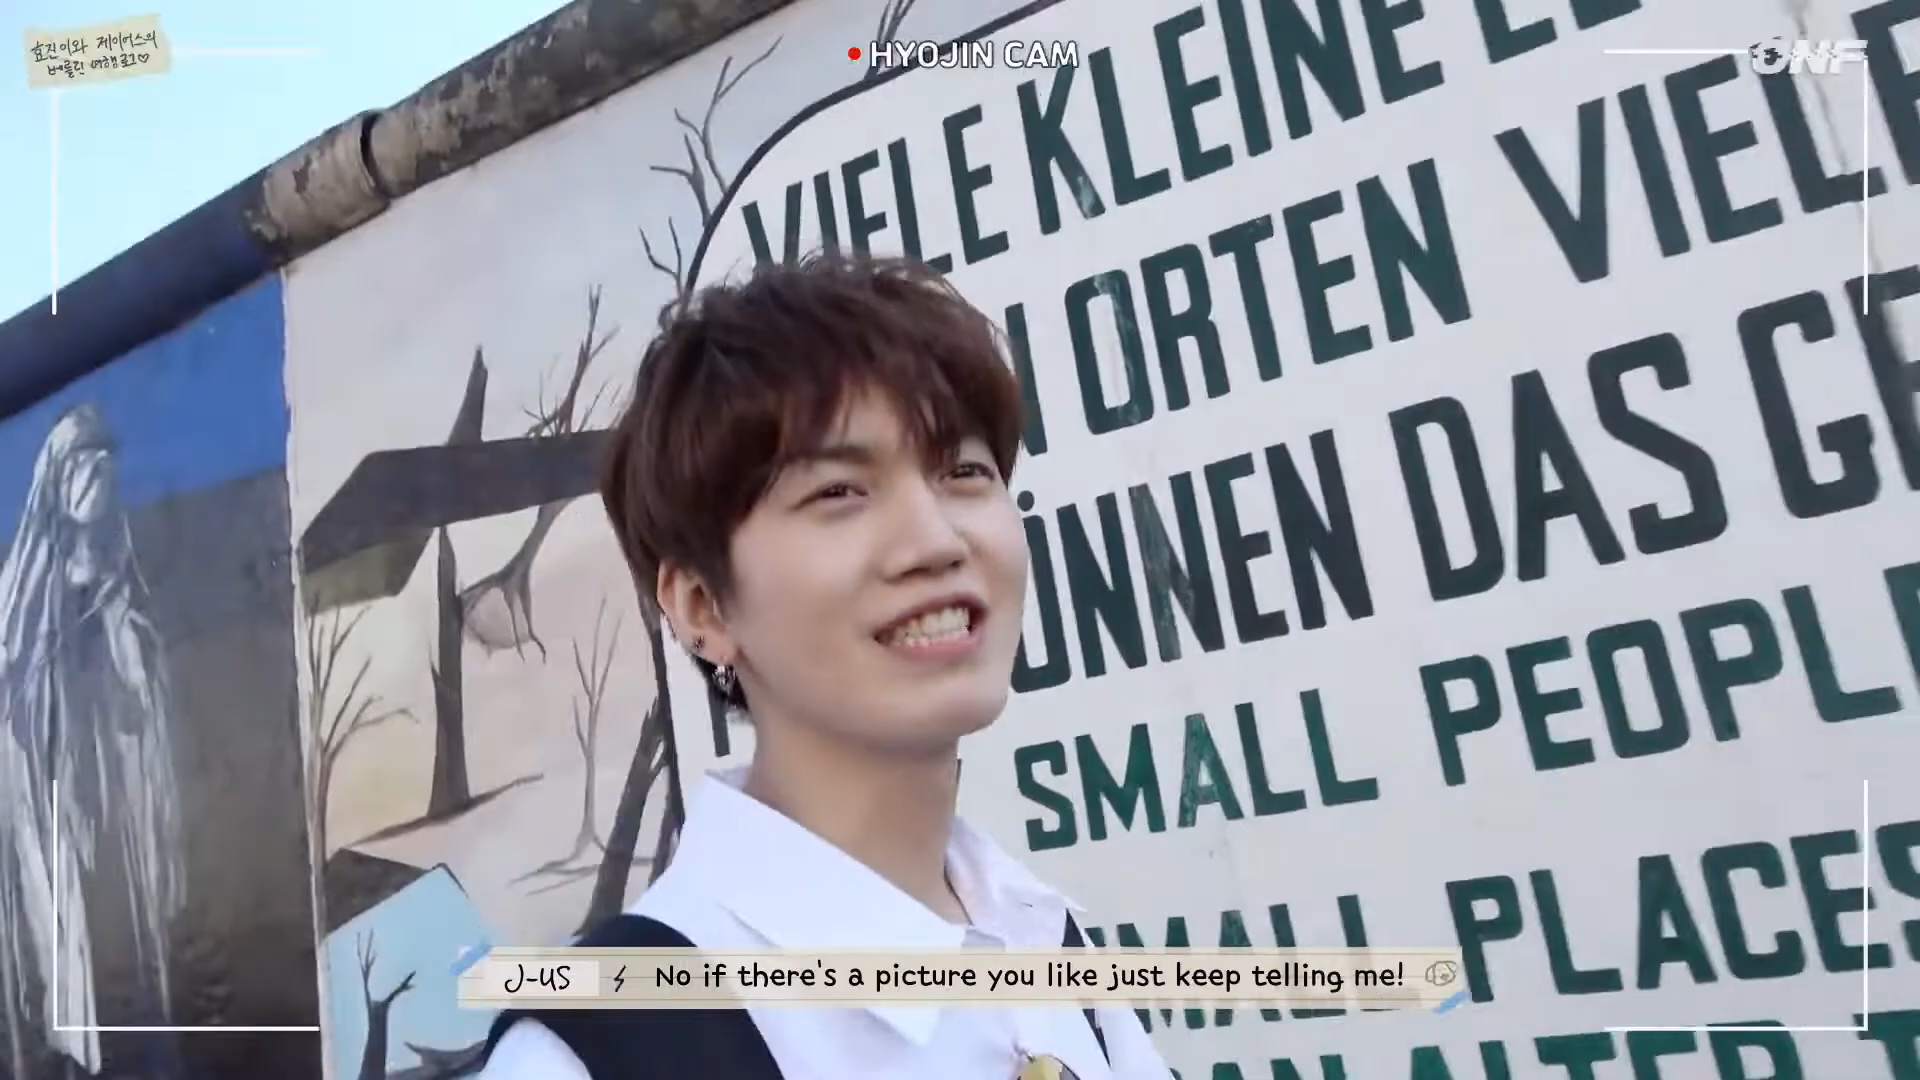 효진이와 제이어스의
베를린 여행 로그♡
HYOJIN CAM
ONF
VIELE KLEINE
ORTEN VIELE
DAS
SMALL PEOPLE
SMALL PLACES
J-US No if there's a picture you like just keep telling me!